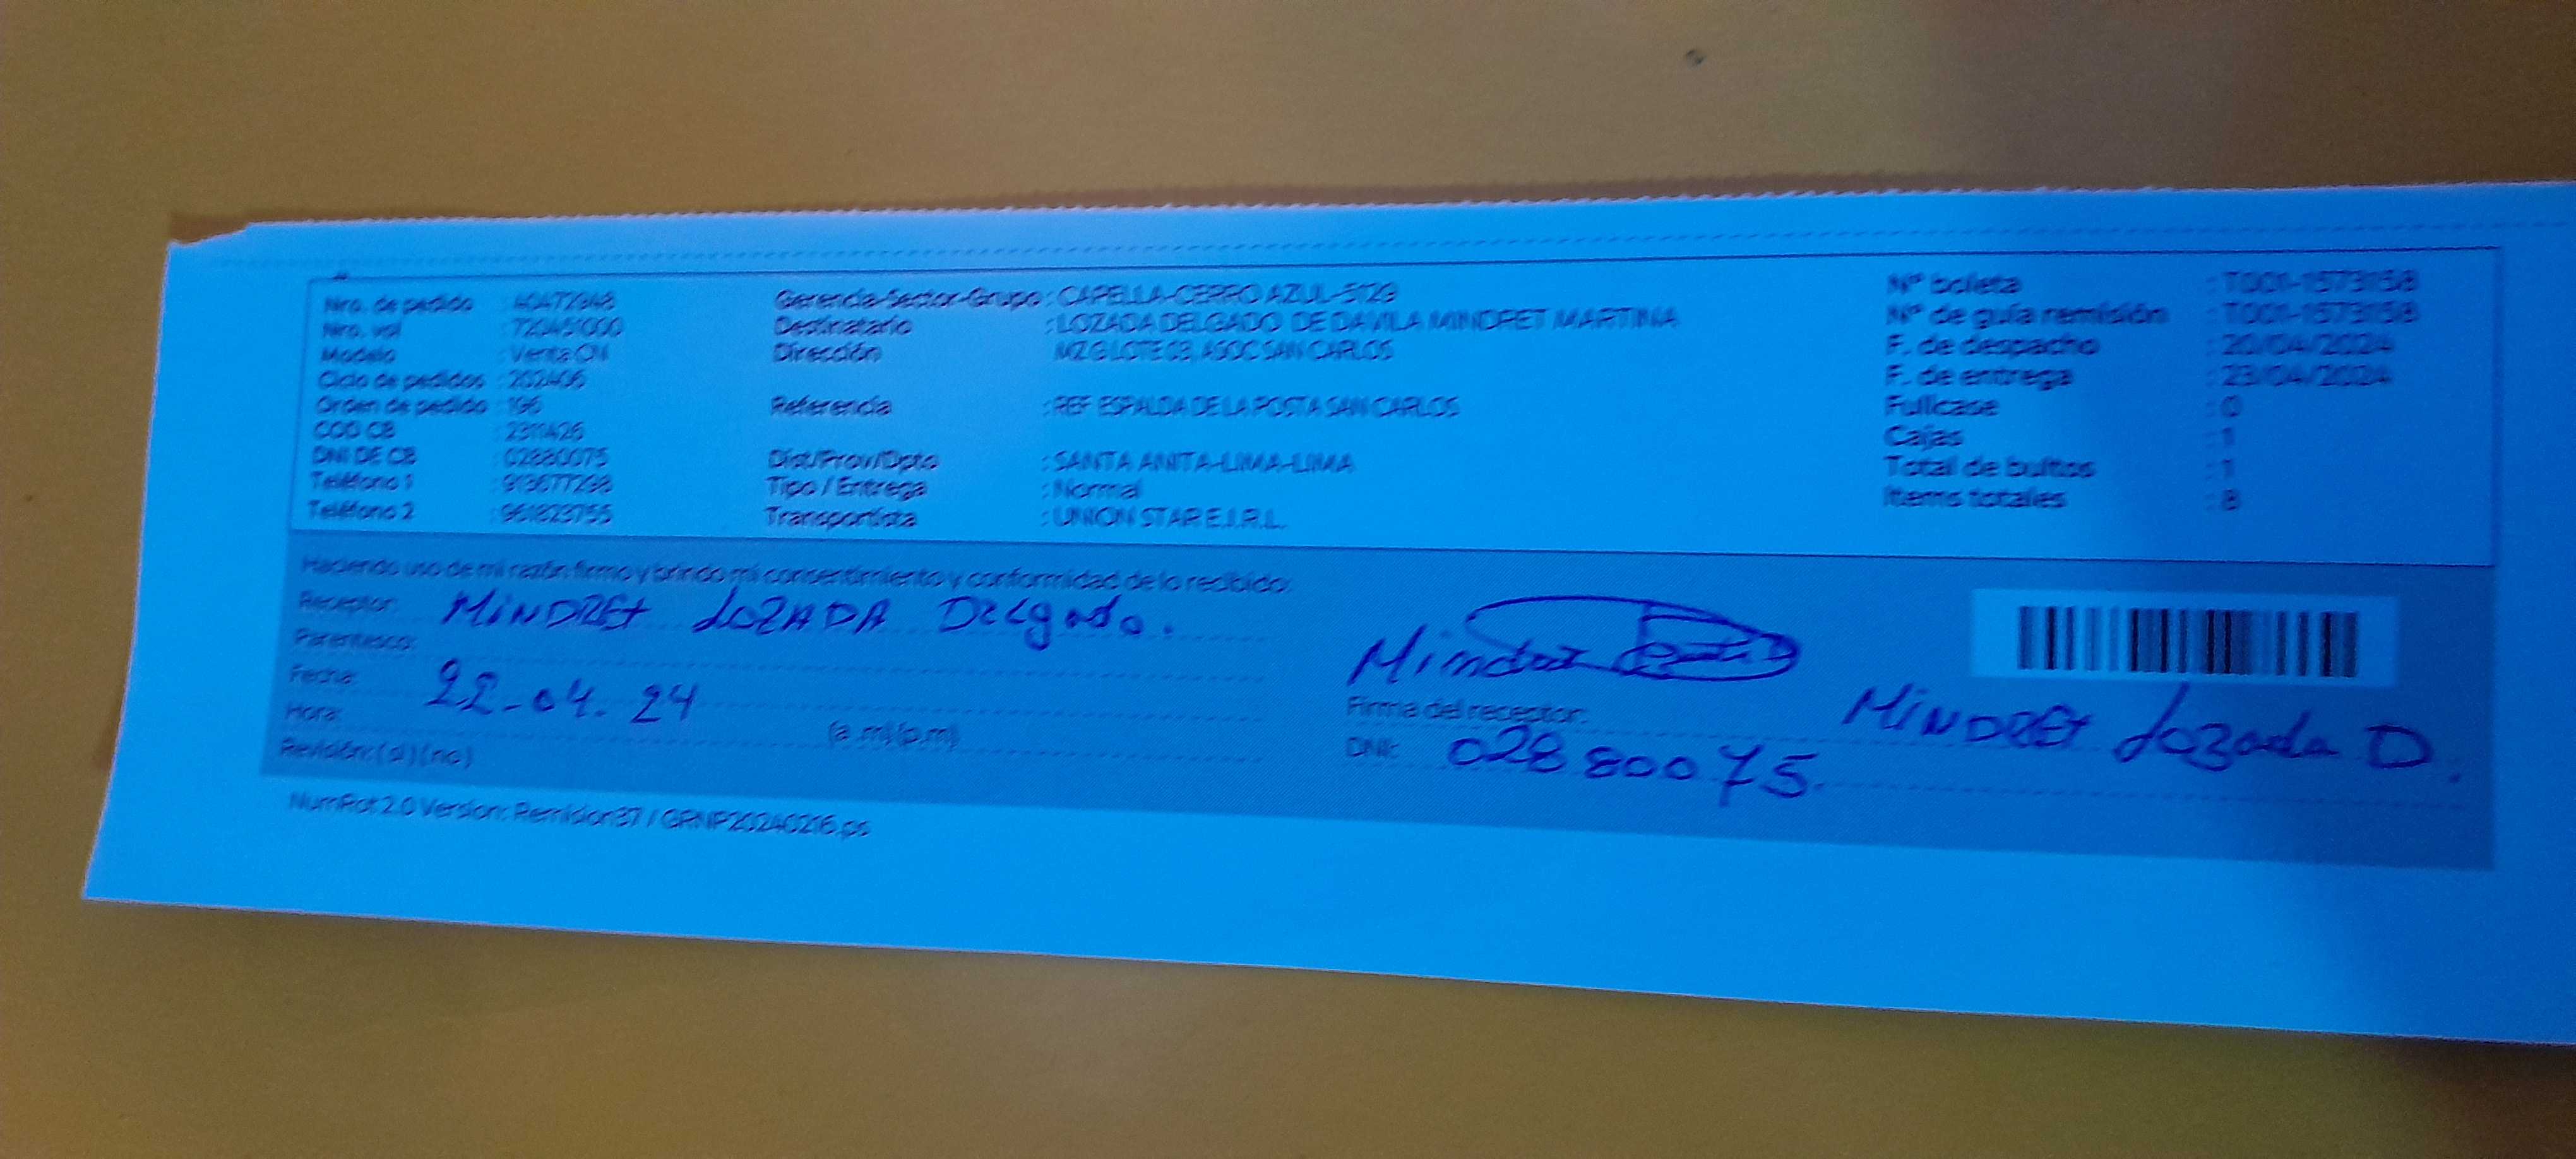 Nro. de pedido : 40472948
Nro. vol : 720451000
Modelo : Venta CN
Ciclo de pedidos : 202406
Orden de pedido : 196
COD CB : 2311426
DNI DE CB : 02880075
Teléfono 1 : 913677298
Teléfono 2 : 961823755
Gerencia-Sector-Grupo : CAPELLA-CERRO AZUL-5129
Destinatario : LOZADA DELGADO DE DAVILA MINDRET MARTINA
Dirección MZ G LOTE 03, ASOC SAN CARLOS
Referencia : REF ESPALDA DE LA POSTA SAN CARLOS
Dist/Prov/Dpto : SANTA ANITA-LIMA-LIMA
Tipo / Entrega : Normal
Transportista : UNION STAR E.I.R.L.
Nº boleta : T001-1573158
Nº de guía remisión : T001-1573158
F. de despacho : 20/04/2024
F. de entrega : 23/04/2024
Fullcase : 0
Cajas : 1
Total de bultos : 1
Items totales : 8
Haciendo uso de mi razón firmo y brindo mi consentimiento y conformidad de lo recibido:
Receptor: MiNDREt LOZADA DELgado.
Parentesco:
Fecha: 22-04-24
Hora: (a.m) (p.m)
Revisión: (si) (no)
Mindret
Firma del receptor: MiNDREt Lozada D.
DNI: 02880075.
NumRot 2.0 Version: Remision37 / GRNP20240216.ps